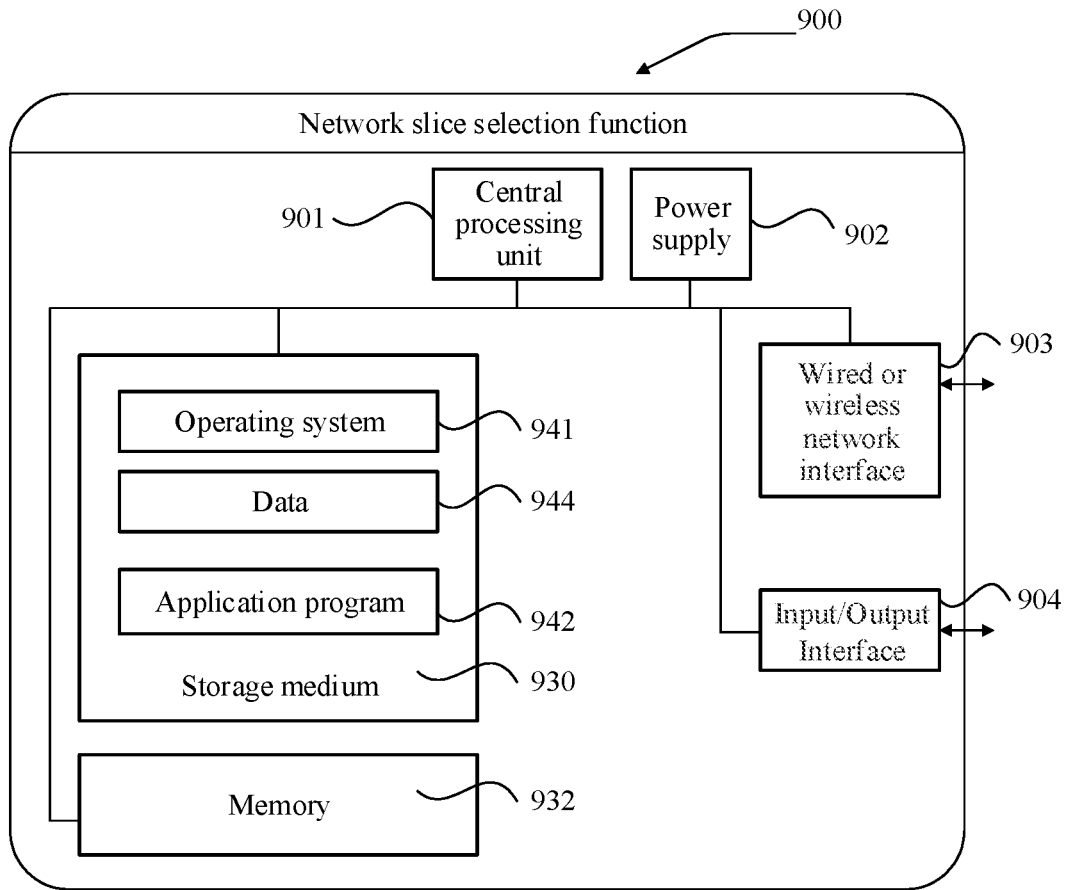 900
Network slice selection function
901
Central
processing
unit
Power
supply
902
903
Wired or
wireless
network
interface
Operating system
941
Data
944
Application program
942
904
Input/Output
Interface
Storage medium
930
Memory
932